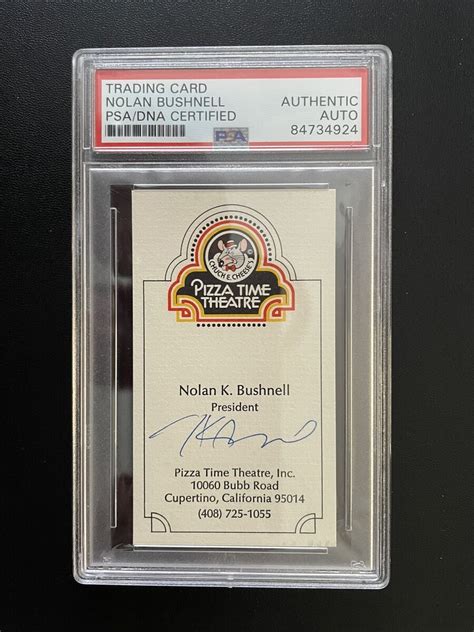 TRADING CARD
NOLAN BUSHNELL
PSA/DNA CERTIFIED
AUTHENTIC
AUTO
84734924
PSA
CHUCK E. CHEESE'S
PIZZA TIME
THEATRE
Nolan K. Bushnell
President
Pizza Time Theatre, Inc.
10060 Bubb Road
Cupertino, California 95014
(408) 725-1055